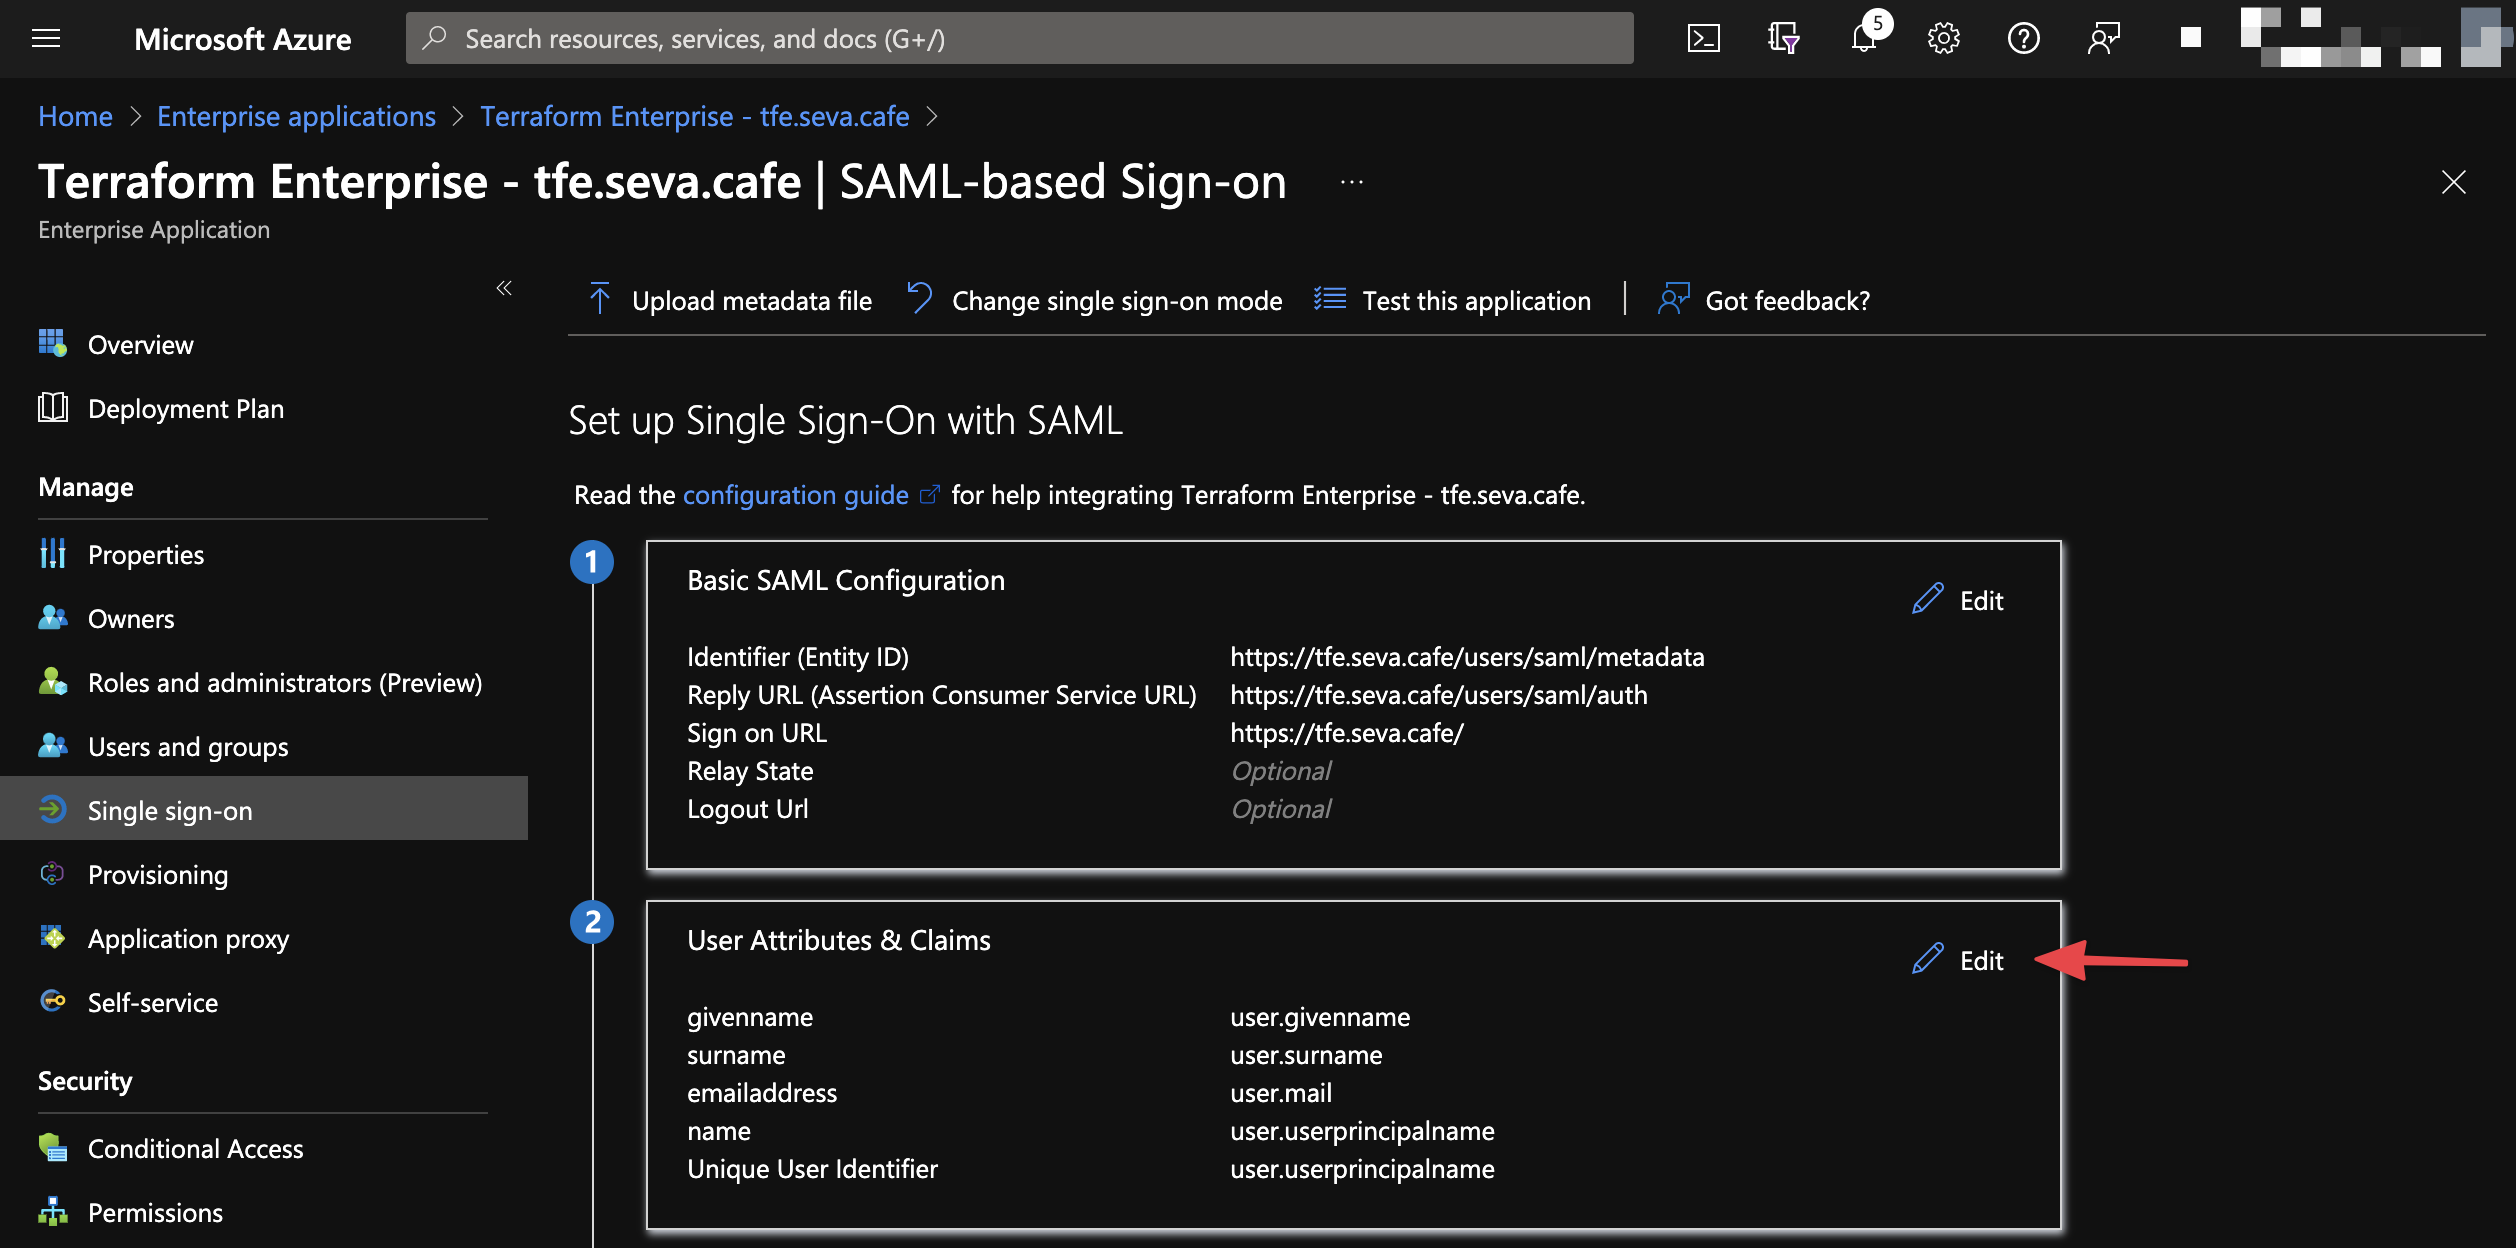 Microsoft Azure
Search resources, services, and docs (G+/)
5
Home > Enterprise applications > Terraform Enterprise - tfe.seva.cafe >
Terraform Enterprise - tfe.seva.cafe | SAML-based Sign-on ...
Enterprise Application
«
Upload metadata file
Change single sign-on mode
Test this application
Got feedback?
Overview
Deployment Plan
Manage
Properties
Owners
Roles and administrators (Preview)
Users and groups
Single sign-on
Provisioning
Application proxy
Self-service
Security
Conditional Access
Permissions
Set up Single Sign-On with SAML
Read the configuration guide for help integrating Terraform Enterprise - tfe.seva.cafe.
1
Basic SAML Configuration
Edit
Identifier (Entity ID) https://tfe.seva.cafe/users/saml/metadata
Reply URL (Assertion Consumer Service URL) https://tfe.seva.cafe/users/saml/auth
Sign on URL https://tfe.seva.cafe/
Relay State Optional
Logout Url Optional
2
User Attributes & Claims
Edit
givenname user.givenname
surname user.surname
emailaddress user.mail
name user.userprincipalname
Unique User Identifier user.userprincipalname